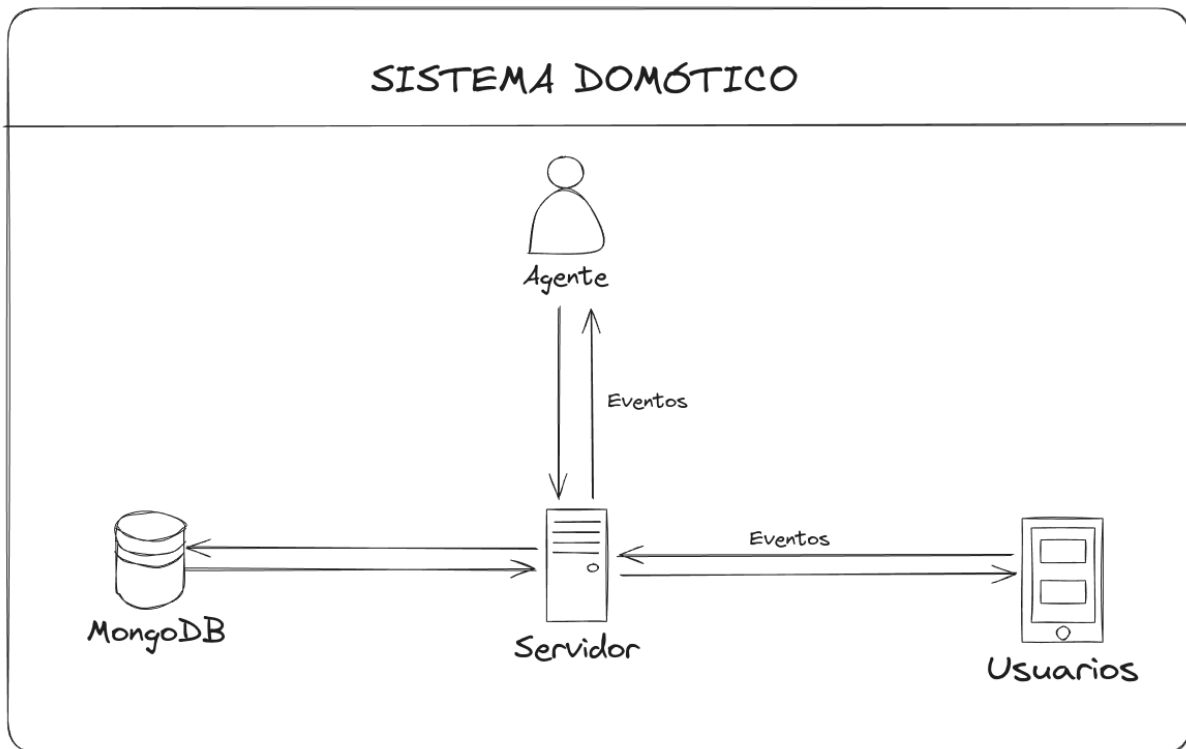 SISTEMA DOMÓTICO
Agente
Eventos
Eventos
MongoDB
Servidor
Usuarios